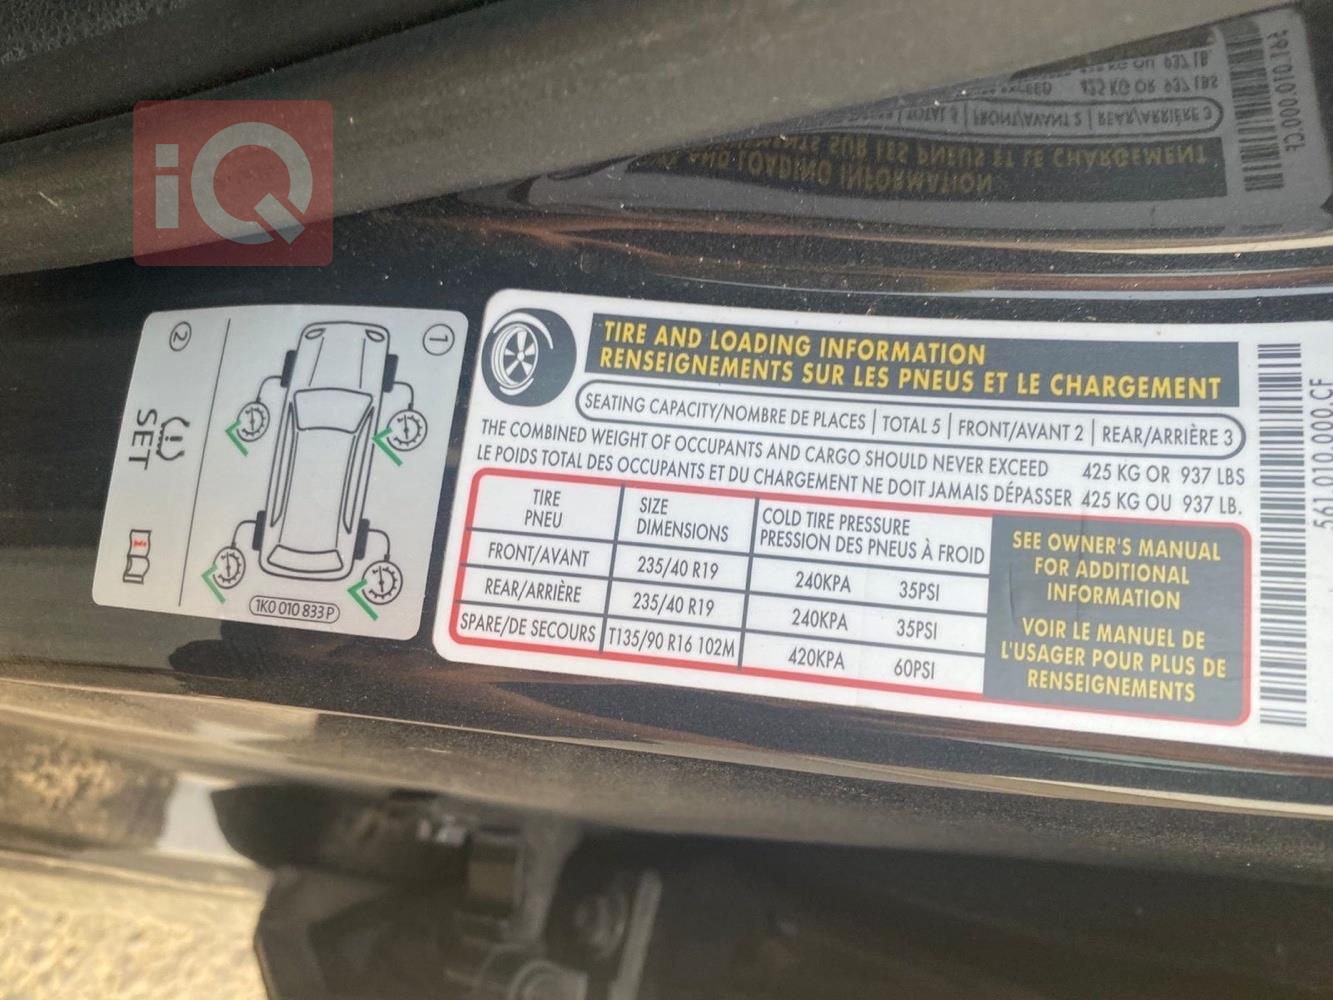 iQ
1
2
SET
1K0 010 833 P
TIRE AND LOADING INFORMATION
RENSEIGNEMENTS SUR LES PNEUS ET LE CHARGEMENT
SEATING CAPACITY/NOMBRE DE PLACES | TOTAL 5 | FRONT/AVANT 2 | REAR/ARRIÈRE 3
THE COMBINED WEIGHT OF OCCUPANTS AND CARGO SHOULD NEVER EXCEED 425 KG OR 937 LBS
LE POIDS TOTAL DES OCCUPANTS ET DU CHARGEMENT NE DOIT JAMAIS DÉPASSER 425 KG OU 937 LB.
TIRE PNEU
SIZE DIMENSIONS
COLD TIRE PRESSURE
PRESSION DES PNEUS À FROID
FRONT/AVANT 235/40 R19 240KPA 35PSI
REAR/ARRIÈRE 235/40 R19 240KPA 35PSI
SPARE/DE SECOURS T135/90 R16 102M 420KPA 60PSI
SEE OWNER'S MANUAL
FOR ADDITIONAL
INFORMATION
VOIR LE MANUEL DE
L'USAGER POUR PLUS DE
RENSEIGNEMENTS
561.010.000.CF